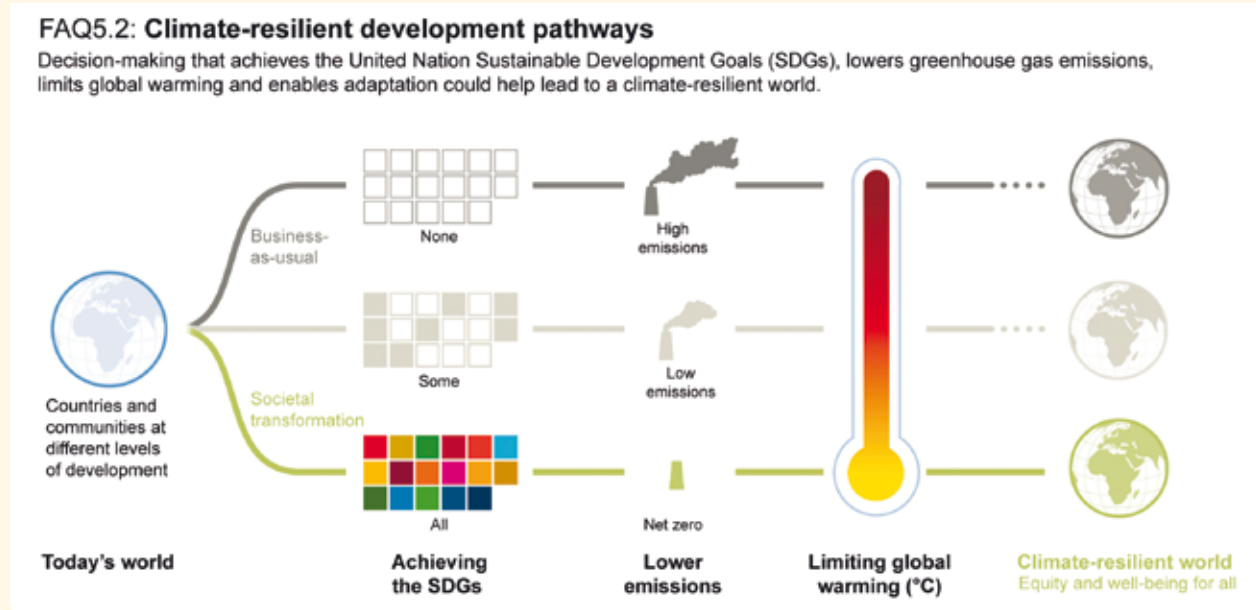 FAQ5.2: Climate-resilient development pathways
Decision-making that achieves the United Nation Sustainable Development Goals (SDGs), lowers greenhouse gas emissions,
limits global warming and enables adaptation could help lead to a climate-resilient world.
Business-
as-usual
None
High
emissions
Some
Low
emissions
Countries and
communities at
different levels
of development
Societal
transformation
All
Net zero
Today's world
Achieving
the SDGs
Lower
emissions
Limiting global
warming (°C)
Climate-resilient world
Equity and well-being for all